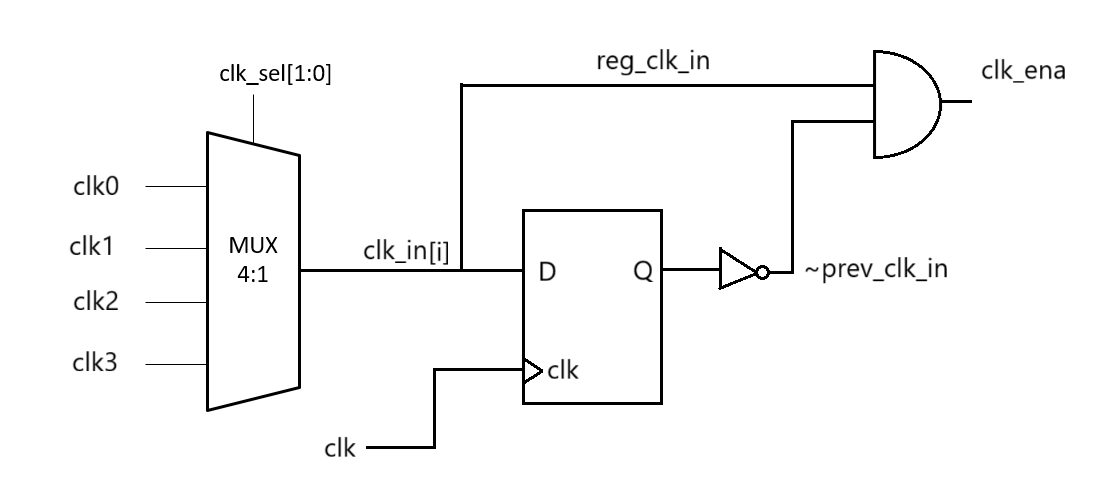 clk_sel[1:0]
reg_clk_in
clk_ena
clk0
clk1
clk2
clk3
MUX
4:1
clk_in[i]
D
Q
~prev_clk_in
clk
clk